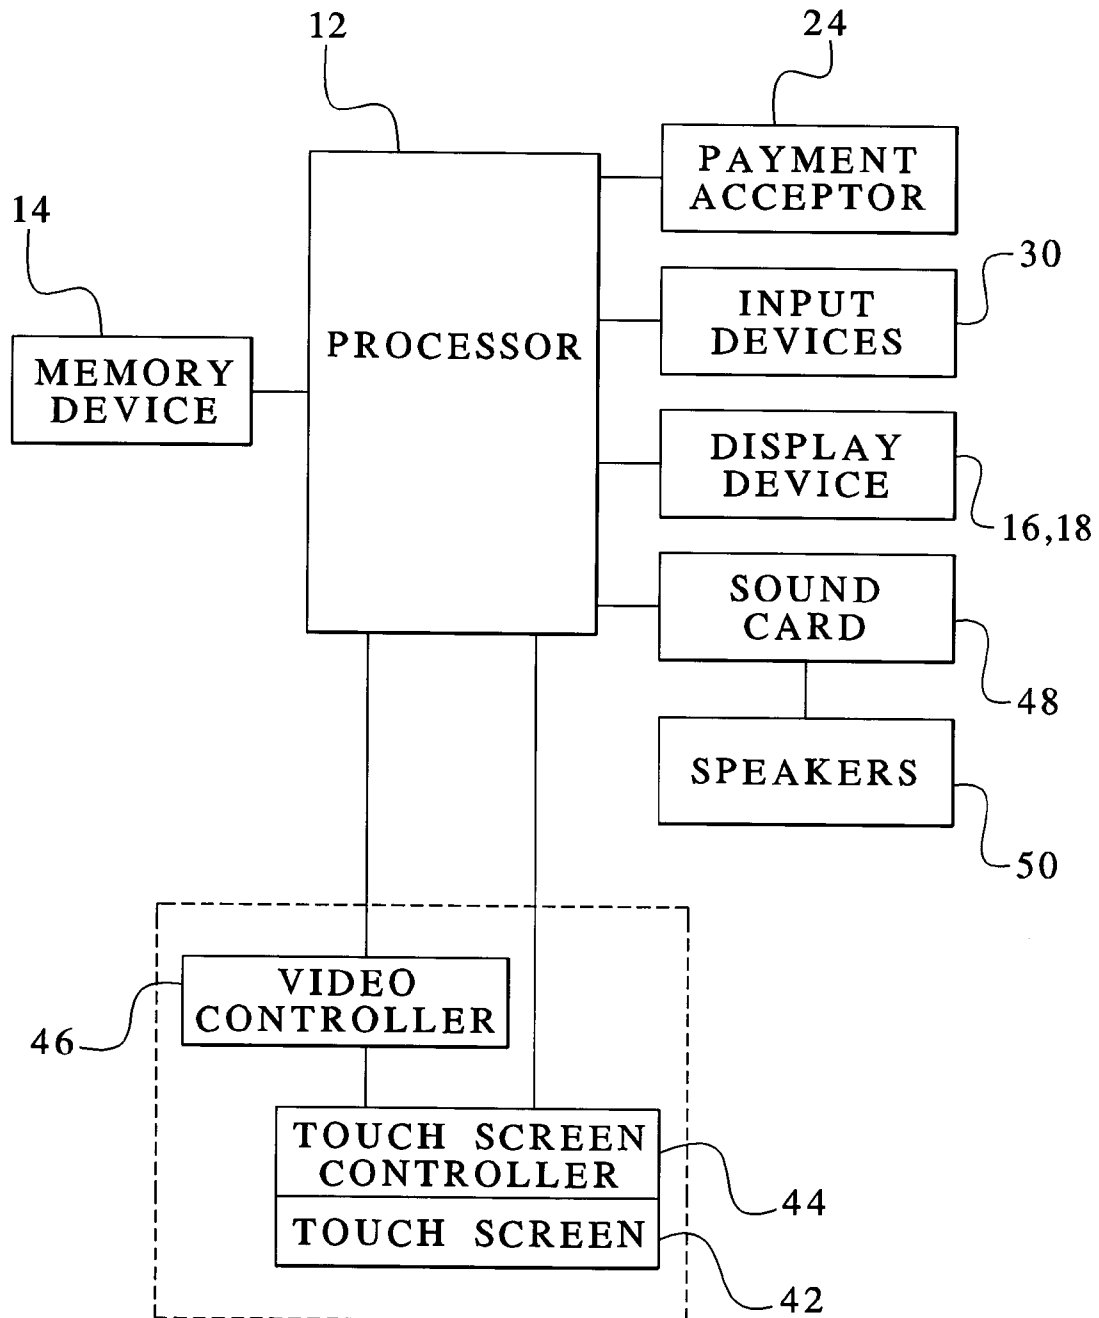 12
24
PAYMENT
ACCEPTOR
14
30
INPUT
DEVICES
PROCESSOR
MEMORY
DEVICE
DISPLAY
DEVICE
16,18
SOUND
CARD
48
SPEAKERS
50
VIDEO
CONTROLLER
46
TOUCH SCREEN
CONTROLLER
44
TOUCH SCREEN
42